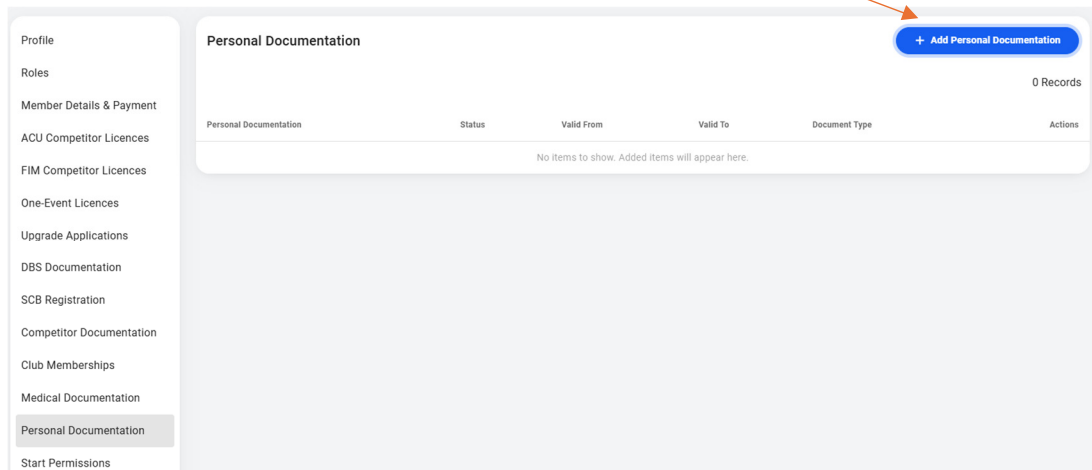 Profile
Roles
Member Details & Payment
ACU Competitor Licences
FIM Competitor Licences
One-Event Licences
Upgrade Applications
DBS Documentation
SCB Registration
Competitor Documentation
Club Memberships
Medical Documentation
Personal Documentation
Start Permissions
Personal Documentation
+ Add Personal Documentation
0 Records
Personal Documentation Status Valid From Valid To Document Type Actions
No items to show. Added items will appear here.